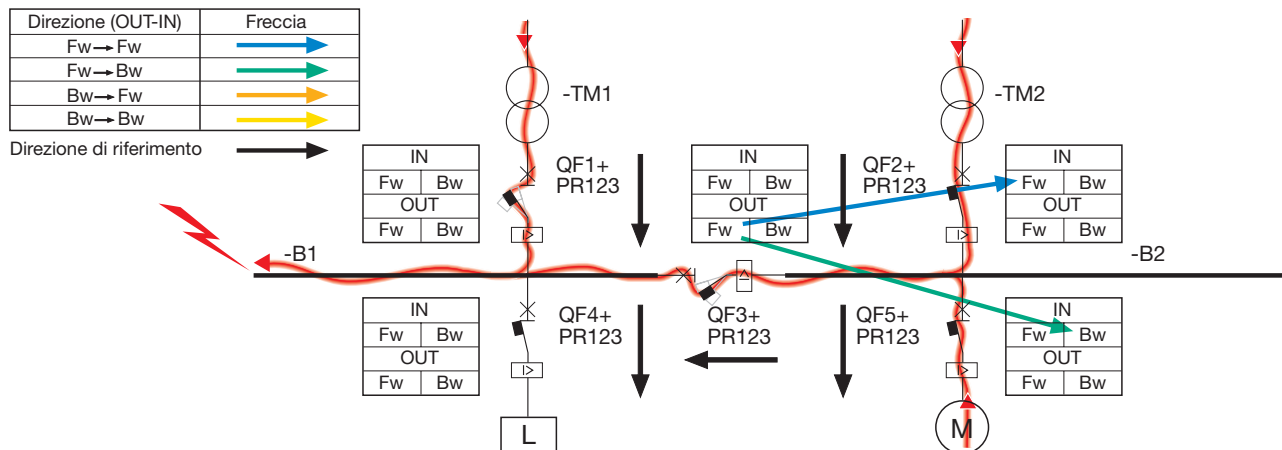 Direzione (OUT-IN) Freccia
Fw → Fw
Fw → Bw
Bw → Fw
Bw → Bw
Direzione di riferimento
-TM1
-TM2
IN
Fw Bw
OUT
Fw Bw
QF1+
PR123
IN
Fw Bw
OUT
Fw Bw
QF2+
PR123
IN
Fw Bw
OUT
Fw Bw
-B1
-B2
IN
Fw Bw
OUT
Fw Bw
QF4+
PR123
QF3+
PR123
QF5+
PR123
IN
Fw Bw
OUT
Fw Bw
L
M